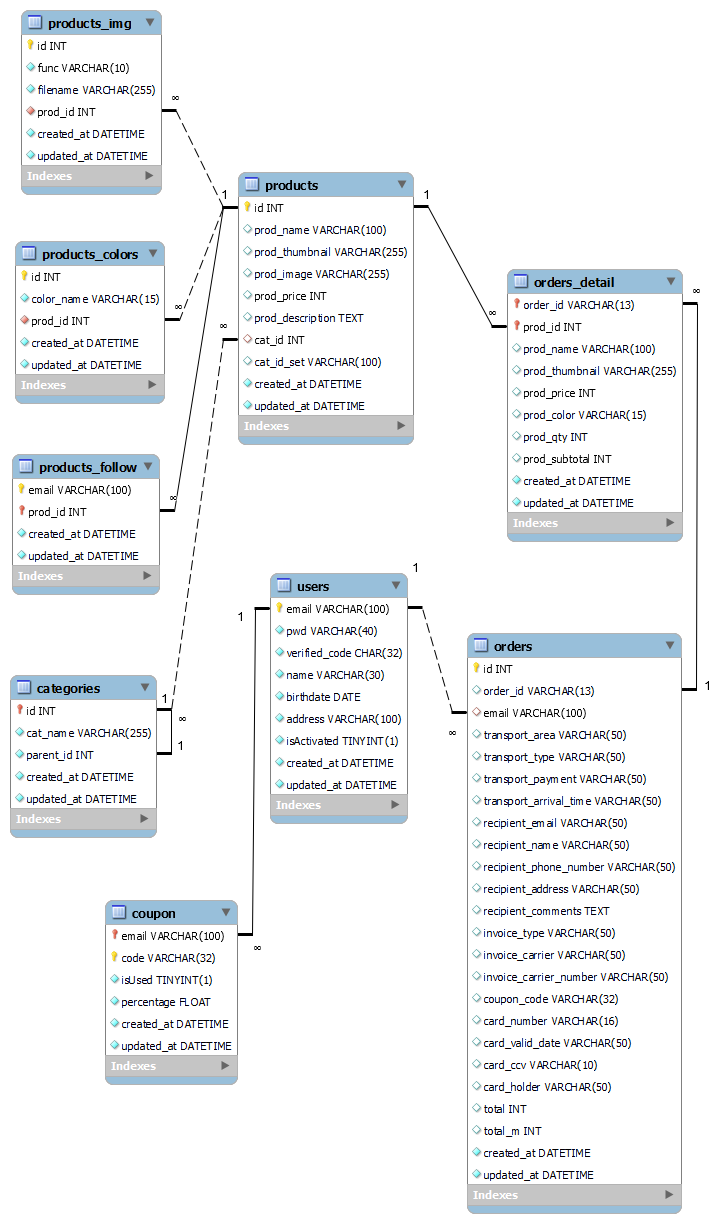 products_img
id INT
func VARCHAR(10)
filename VARCHAR(255)
prod_id INT
created_at DATETIME
updated_at DATETIME
Indexes
∞
1
products
id INT
prod_name VARCHAR(100)
prod_thumbnail VARCHAR(255)
prod_image VARCHAR(255)
prod_price INT
prod_description TEXT
cat_id INT
cat_id_set VARCHAR(100)
created_at DATETIME
updated_at DATETIME
Indexes
1
products_colors
id INT
color_name VARCHAR(15)
prod_id INT
created_at DATETIME
updated_at DATETIME
Indexes
∞
∞
orders_detail
order_id VARCHAR(13)
prod_id INT
prod_name VARCHAR(100)
prod_thumbnail VARCHAR(255)
prod_price INT
prod_color VARCHAR(15)
prod_qty INT
prod_subtotal INT
created_at DATETIME
updated_at DATETIME
Indexes
∞
∞
products_follow
email VARCHAR(100)
prod_id INT
created_at DATETIME
updated_at DATETIME
Indexes
∞
users
email VARCHAR(100)
pwd VARCHAR(40)
verified_code CHAR(32)
name VARCHAR(30)
birthdate DATE
address VARCHAR(100)
isActivated TINYINT(1)
created_at DATETIME
updated_at DATETIME
Indexes
1
1
categories
id INT
cat_name VARCHAR(255)
parent_id INT
created_at DATETIME
updated_at DATETIME
Indexes
1
∞
1
orders
id INT
order_id VARCHAR(13)
email VARCHAR(100)
transport_area VARCHAR(50)
transport_type VARCHAR(50)
transport_payment VARCHAR(50)
transport_arrival_time VARCHAR(50)
recipient_email VARCHAR(50)
recipient_name VARCHAR(50)
recipient_phone_number VARCHAR(50)
recipient_address VARCHAR(50)
recipient_comments TEXT
invoice_type VARCHAR(50)
invoice_carrier VARCHAR(50)
invoice_carrier_number VARCHAR(50)
coupon_code VARCHAR(32)
card_number VARCHAR(16)
card_valid_date VARCHAR(50)
card_ccv VARCHAR(10)
card_holder VARCHAR(50)
total INT
total_m INT
created_at DATETIME
updated_at DATETIME
Indexes
1
∞
coupon
email VARCHAR(100)
code VARCHAR(32)
isUsed TINYINT(1)
percentage FLOAT
created_at DATETIME
updated_at DATETIME
Indexes
∞